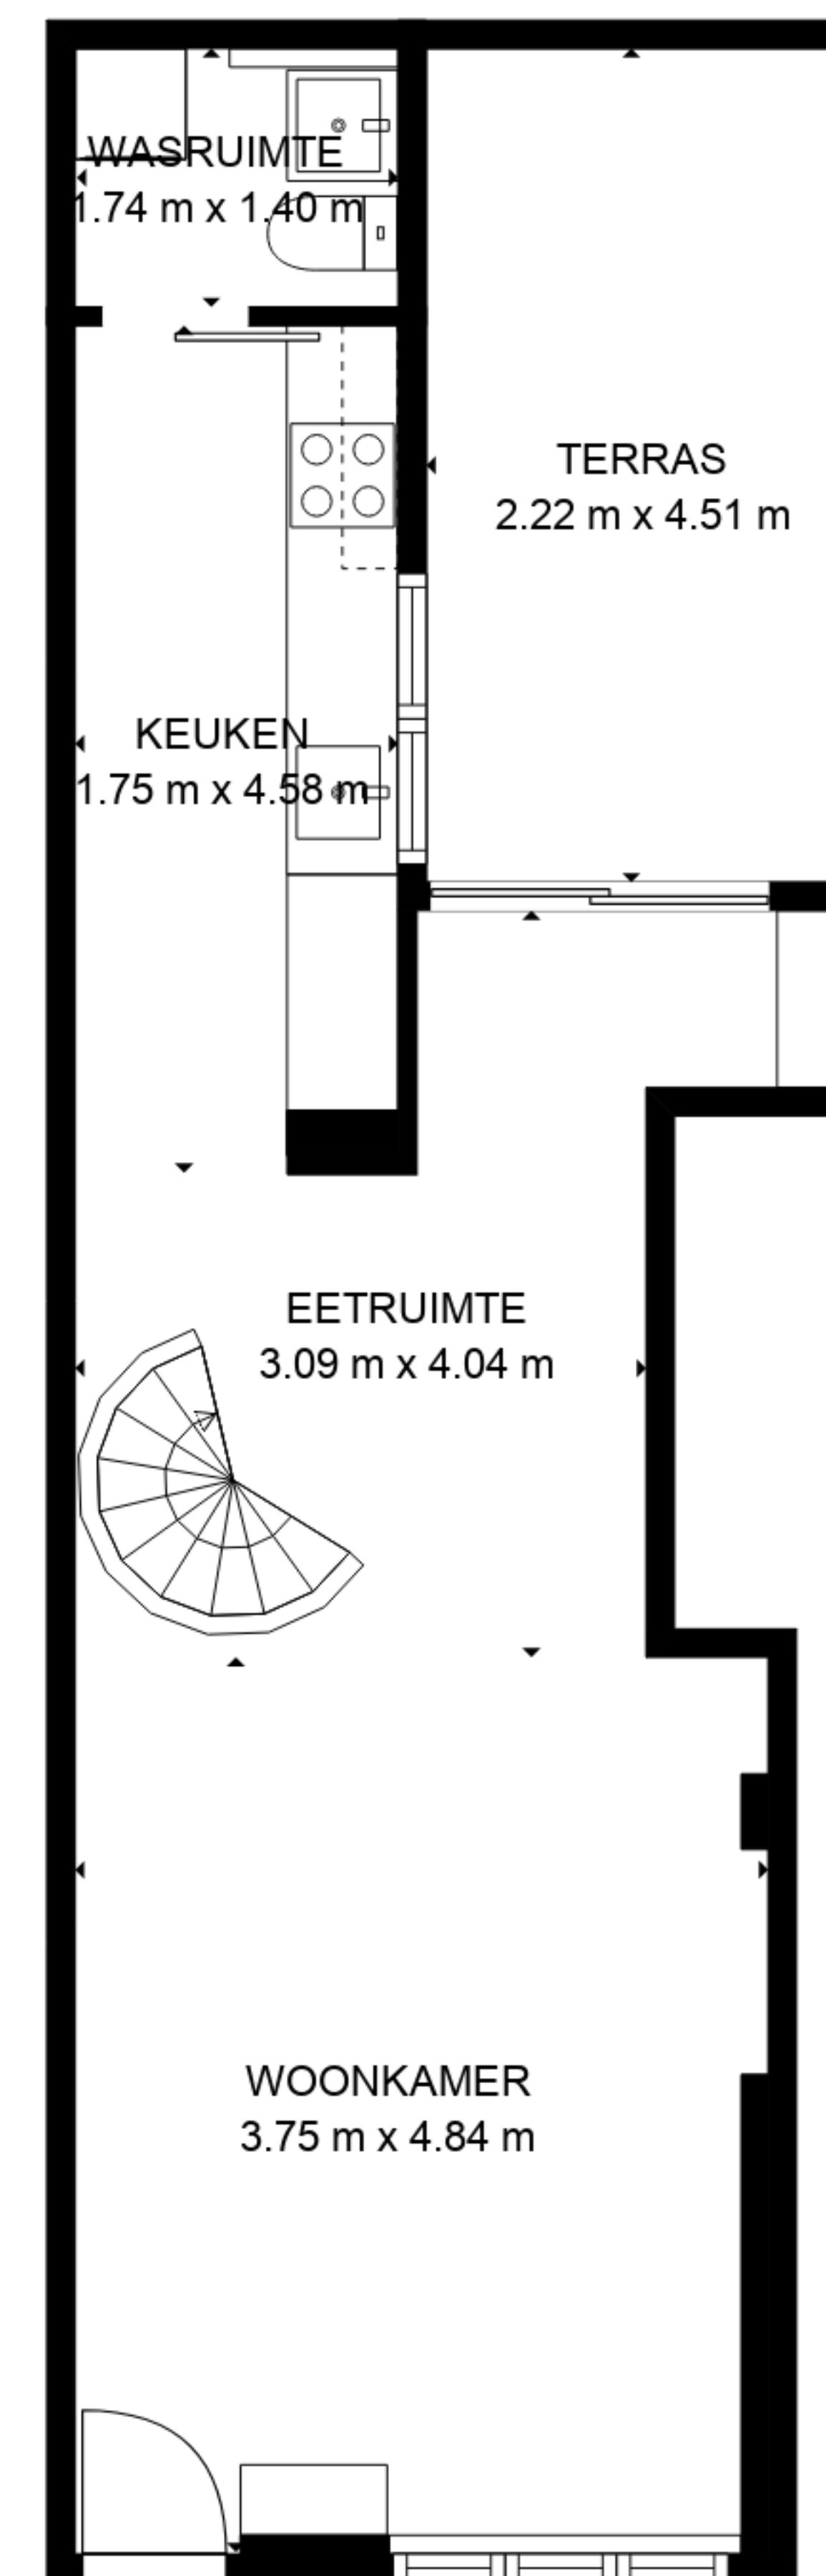 WASRUIMTE
1.74 m x 1.40 m
TERRAS
2.22 m x 4.51 m
KEUKEN
1.75 m x 4.58 m
EETRUIMTE
3.09 m x 4.04 m
WOONKAMER
3.75 m x 4.84 m